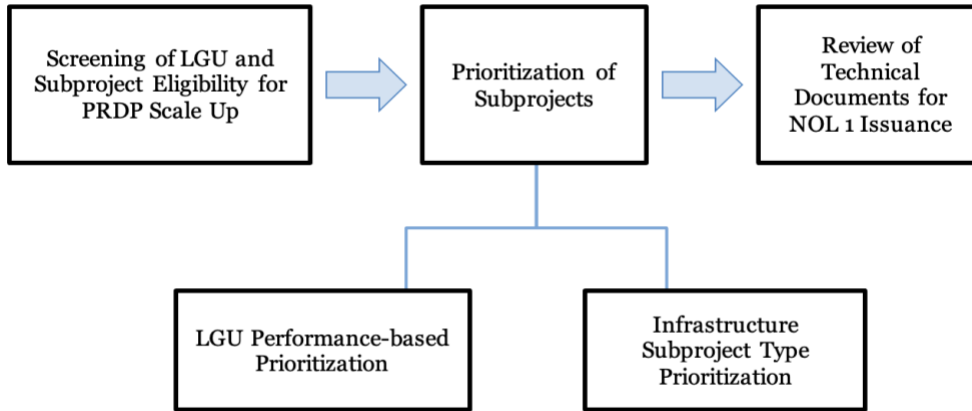 Screening of LGU and
Subproject Eligibility for
PRDP Scale Up
Prioritization of
Subprojects
Review of
Technical
Documents for
NOL 1 Issuance
LGU Performance-based
Prioritization
Infrastructure
Subproject Type
Prioritization